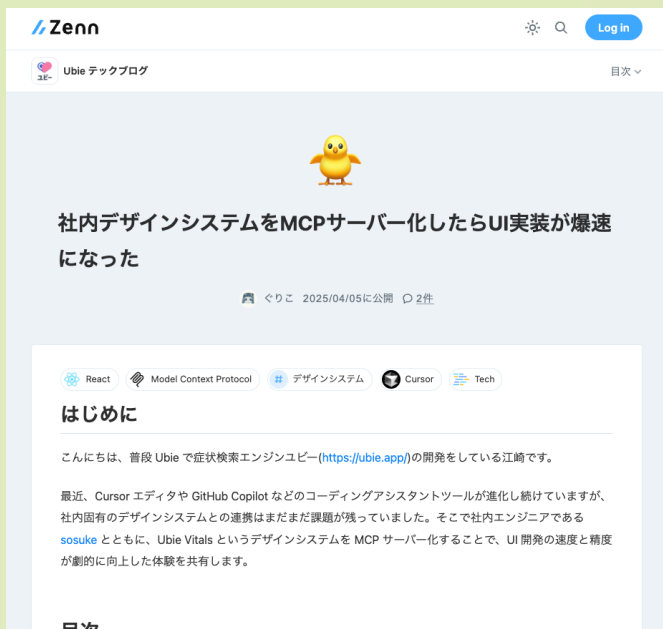 Zenn
Log in
ユビー
Ubie テックブログ
目次
社内デザインシステムをMCPサーバー化したらUI実装が爆速
になった
ぐりこ 2025/04/05に公開 2件
React Model Context Protocol # デザインシステム Cursor Tech
はじめに
こんにちは、普段 Ubie で症状検索エンジンユビー(https://ubie.app/)の開発をしている江崎です。
最近、Cursor エディタや GitHub Copilot などのコーディングアシスタントツールが進化し続けていますが、
社内固有のデザインシステムとの連携はまだまだ課題が残っていました。そこで社内エンジニアである
sosuke とともに、Ubie Vitals というデザインシステムを MCP サーバー化することで、UI 開発の速度と精度
が劇的に向上した体験を共有します。
目次